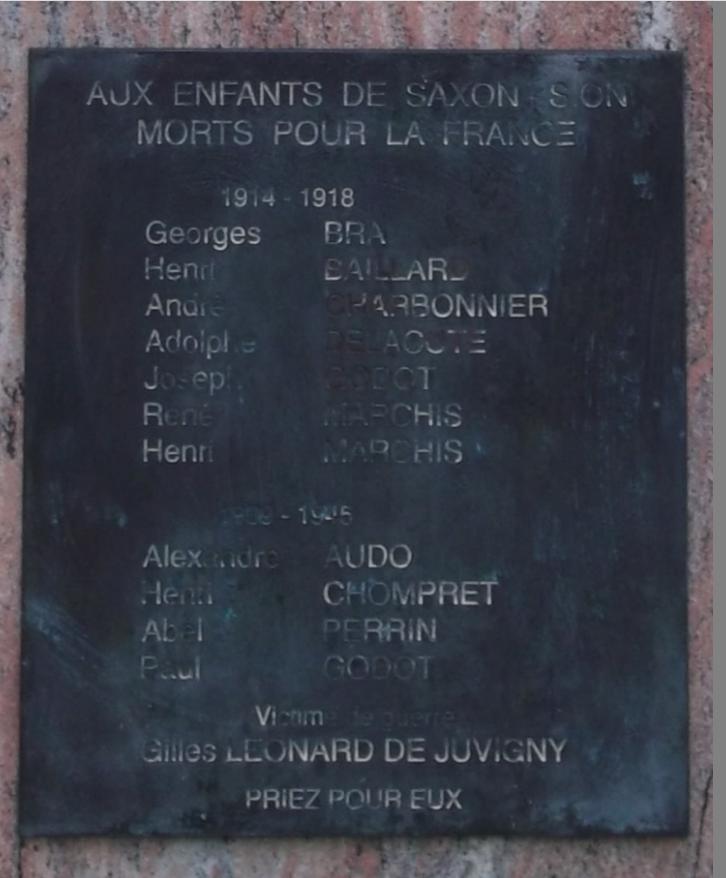 AUX ENFANTS DE SAXON-SION
MORTS POUR LA FRANCE
1914 - 1918
Georges BRA
Henri BAILLARD
André CHARBONNIER
Adolphe DELACOTE
Joseph GODOT
René MARCHIS
Henri MARCHIS
1939 - 1945
Alexandre AUDO
Henri CHOMPRET
Abel PERRIN
Paul GODOT
Victime de guerre
Gilles LEONARD DE JUVIGNY
PRIEZ POUR EUX